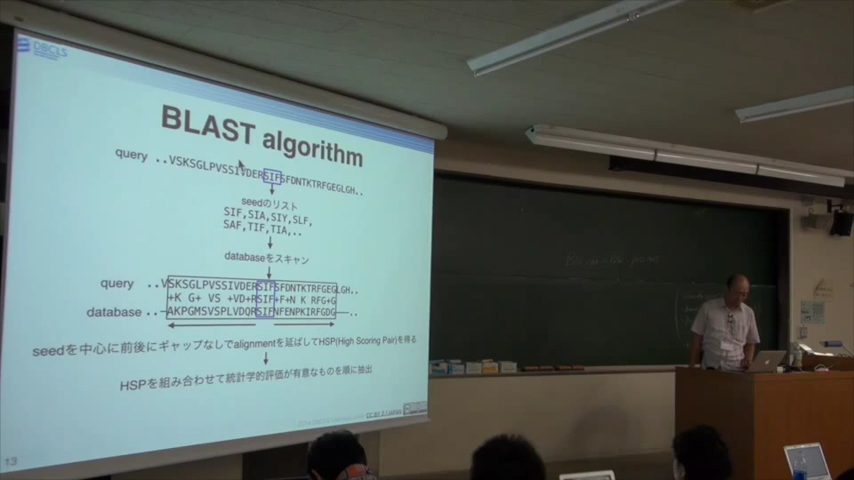 DBCLS
BLAST algorithm
query ..VSKSGLPVSSIVDERSIFSFDNTKTRFGEGLGH..
seedのリスト
SIF,SIA,SIY,SLF,
SAF,TIF,TIA,..
databaseをスキャン
query ..VSKSGLPVSSIVDERSIFSFDNTKTRFGEGLGH..
+K G+ VS +VD+RSIF+F+N K RFG+G
database ..—AKPGMSVSPLVDQRSIFNFENPKIRFGDG—..
seedを中心に前後にギャップなしでalignmentを延ばしてHSP(High Scoring Pair)を得る
HSPを組み合わせて統計学的評価が有意なものを順に抽出
13